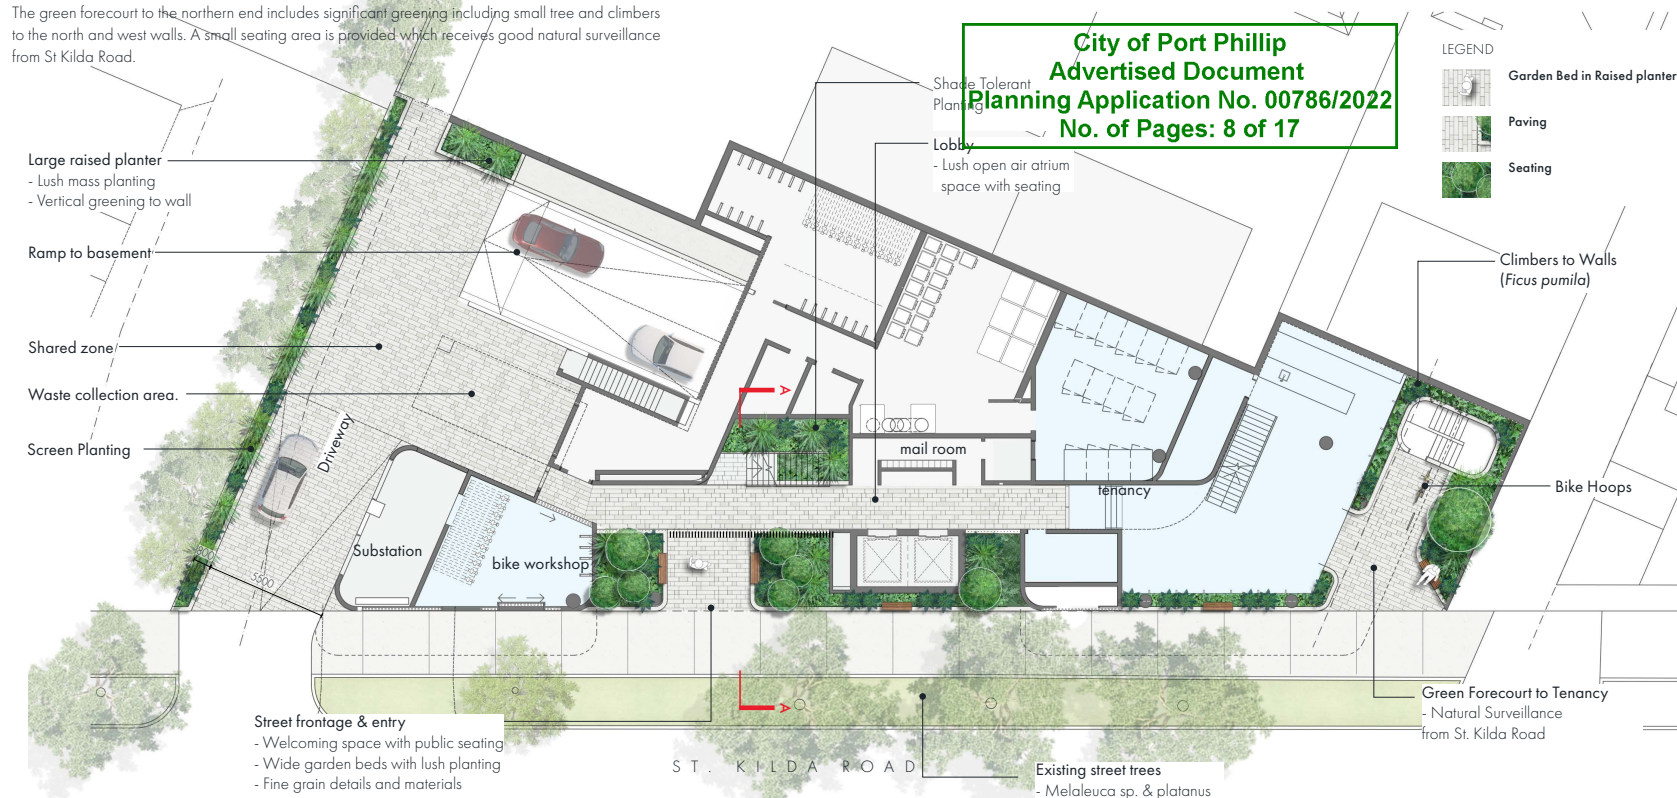 The green forecourt to the northern end includes significant greening including small tree and climbers
to the north and west walls. A small seating area is provided which receives good natural surveillance
from St Kilda Road.
City of Port Phillip
Advertised Document
Planning Application No. 00786/2022
No. of Pages: 8 of 17
LEGEND
Garden Bed in Raised planter
Paving
Seating
Shade Tolerant
Planting
Lobby
- Lush open air atrium
space with seating
Large raised planter
- Lush mass planting
- Vertical greening to wall
Ramp to basement
Shared zone
Waste collection area.
Screen Planting
Driveway
Climbers to Walls
(Ficus pumila)
A
mail room
tenancy
Bike Hoops
Substation
bike workshop
5500
A
Street frontage & entry
- Welcoming space with public seating
- Wide garden beds with lush planting
- Fine grain details and materials
ST. KILDA ROAD
Existing street trees
- Melaleuca sp. & platanus
Green Forecourt to Tenancy
- Natural Surveillance
from St. Kilda Road